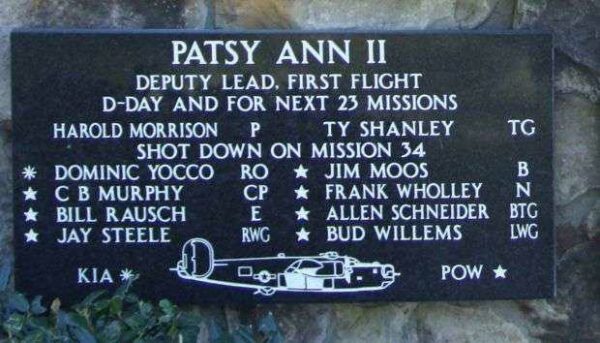 PATSY ANN II
DEPUTY LEAD, FIRST FLIGHT
D-DAY AND FOR NEXT 23 MISSIONS
HAROLD MORRISON P TY SHANLEY TG
SHOT DOWN ON MISSION 34
* DOMINIC YOCCO RO ★ JIM MOOS B
★ C B MURPHY CP ★ FRANK WHOLLEY N
★ BILL RAUSCH E ★ ALLEN SCHNEIDER BTG
★ JAY STEELE RWG ★ BUD WILLEMS LWG
KIA * POW ★